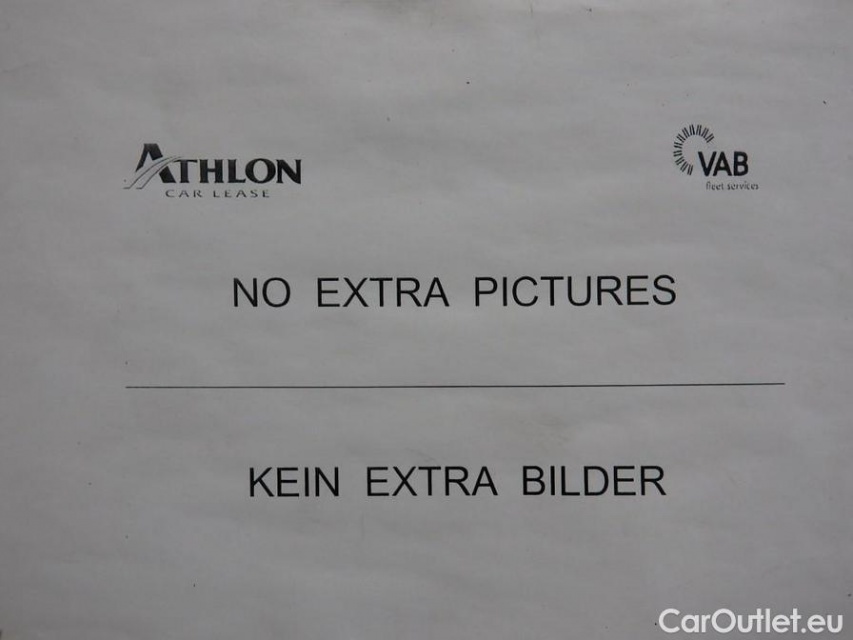 ATHLON
CAR LEASE
VAB
fleet services
NO EXTRA PICTURES
KEIN EXTRA BILDER
CarOutlet.eu